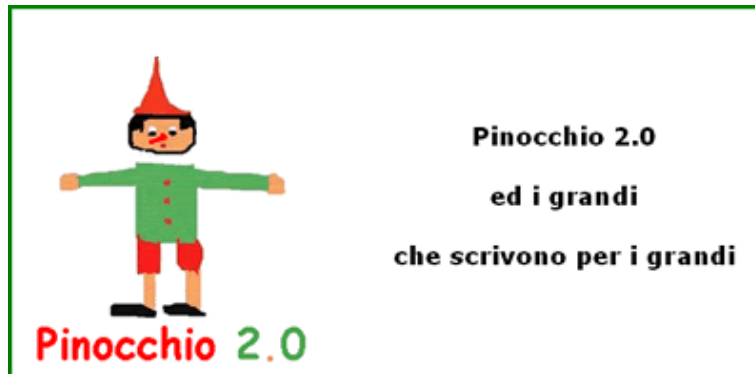 Pinocchio 2.0
ed i grandi
che scrivono per i grandi
Pinocchio 2.0